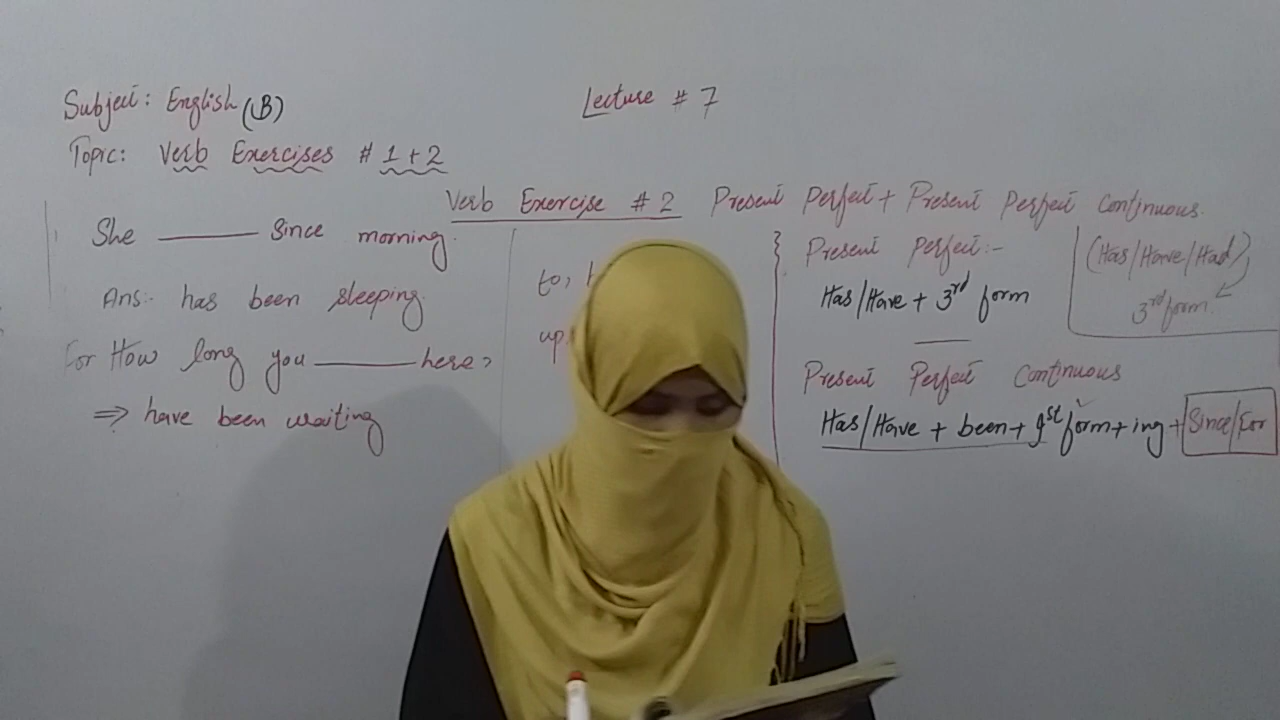 Subject: English (B)
Lecture # 7
Topic: Verb Exercises # 1 + 2
Verb Exercise # 2 Present Perfect + Present Perfect Continuous.
She ——— Since morning.
Ans:- has been sleeping.
For How long you ——— here?
⇒ have been waiting
to,
up
Present Perfect:-
Has/Have + 3rd form
(Has/Have/Had)
3rd form.
Present Perfect Continuous
Has/Have + been + 1st form + ing + Since/For